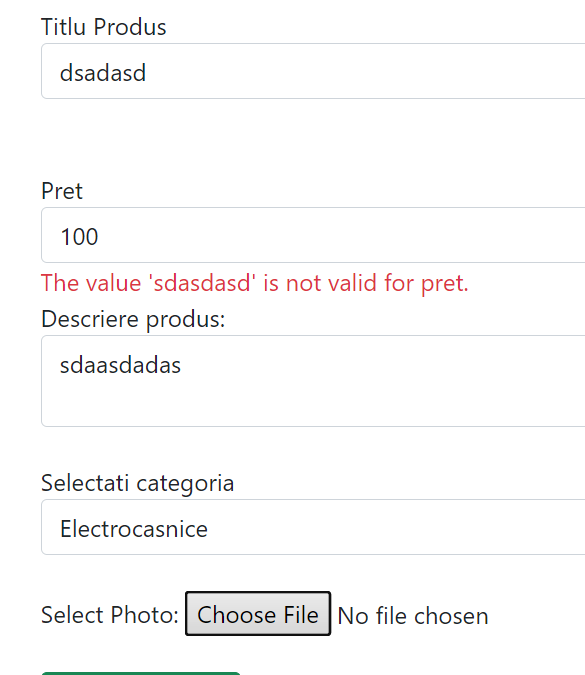 Titlu Produs
dsadasd
Pret
100
The value 'sdasdasd' is not valid for pret.
Descriere produs:
sdaasdadas
Selectati categoria
Electrocasnice
Select Photo: Choose File No file chosen